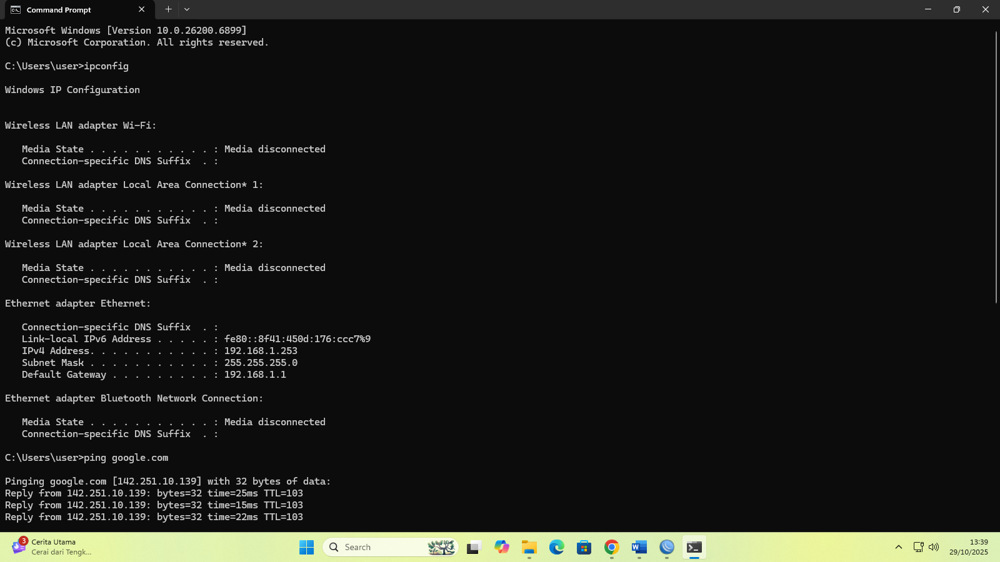 Command Prompt
Microsoft Windows [Version 10.0.26200.6899]
(c) Microsoft Corporation. All rights reserved.
C:\Users\user>ipconfig
Windows IP Configuration
Wireless LAN adapter Wi-Fi:
Media State . . . . . . . . . . . : Media disconnected
Connection-specific DNS Suffix  . :
Wireless LAN adapter Local Area Connection* 1:
Media State . . . . . . . . . . . : Media disconnected
Connection-specific DNS Suffix  . :
Wireless LAN adapter Local Area Connection* 2:
Media State . . . . . . . . . . . : Media disconnected
Connection-specific DNS Suffix  . :
Ethernet adapter Ethernet:
Connection-specific DNS Suffix  . :
Link-local IPv6 Address . . . . . : fe80::8f41:450d:176:ccc7%9
IPv4 Address. . . . . . . . . . . : 192.168.1.253
Subnet Mask . . . . . . . . . . . : 255.255.255.0
Default Gateway . . . . . . . . . : 192.168.1.1
Ethernet adapter Bluetooth Network Connection:
Media State . . . . . . . . . . . : Media disconnected
Connection-specific DNS Suffix  . :
C:\Users\user>ping google.com
Pinging google.com [142.251.10.139] with 32 bytes of data:
Reply from 142.251.10.139: bytes=32 time=25ms TTL=103
Reply from 142.251.10.139: bytes=32 time=15ms TTL=103
Reply from 142.251.10.139: bytes=32 time=22ms TTL=103
3
Cerita Utama
Cerai dari Tengk...
Search
13:39
29/10/2025